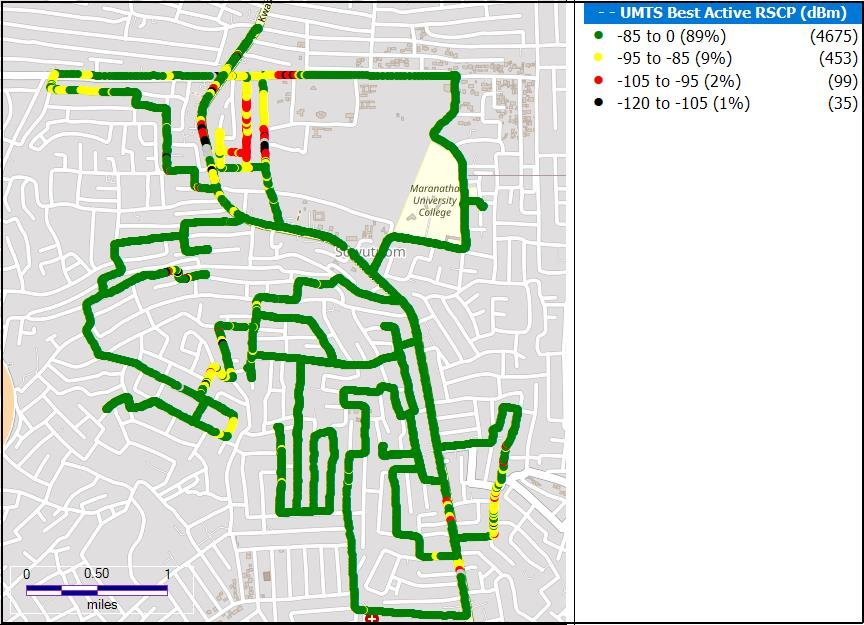 - - UMTS Best Active RSCP (dBm)
-85 to 0 (89%) (4675)
-95 to -85 (9%) (453)
-105 to -95 (2%) (99)
-120 to -105 (1%) (35)
Maranatha
University
College
0 0.50 1
miles